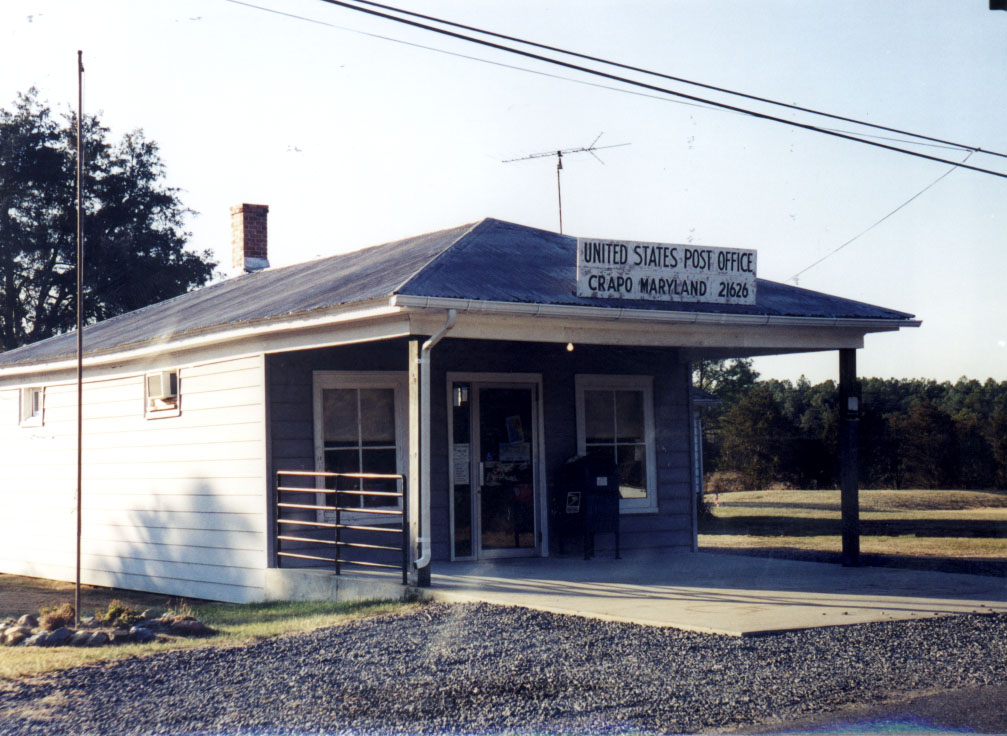 UNITED STATES POST OFFICE
CRAPO MARYLAND 21626